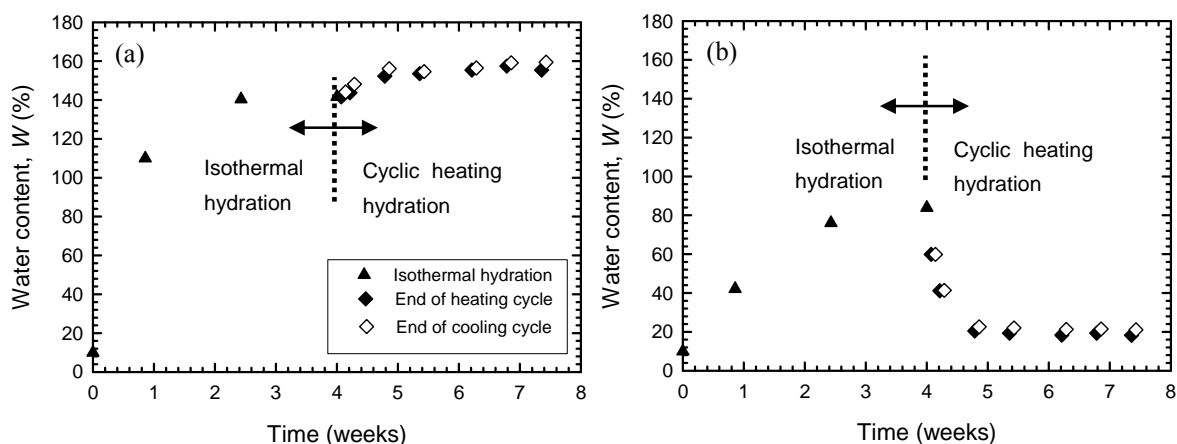 (a)
Water content, W (%)
180
160
140
120
100
80
60
40
20
0
Isothermal
hydration
Cyclic heating
hydration
Isothermal hydration
End of heating cycle
End of cooling cycle
0 1 2 3 4 5 6 7 8
Time (weeks)
(b)
Water content, W (%)
180
160
140
120
100
80
60
40
20
0
Isothermal
hydration
Cyclic heating
hydration
0 1 2 3 4 5 6 7 8
Time (weeks)